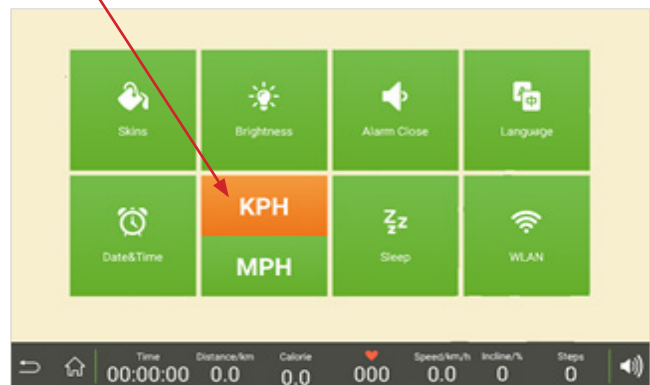 Skins
Brightness
Alarm Close
Language
Date&Time
KPH
MPH
Sleep
WLAN
Time
00:00:00
Distance/km
0.0
Calorie
0.0
000
Speed/km/h
0.0
Incline/%
0
Steps
0